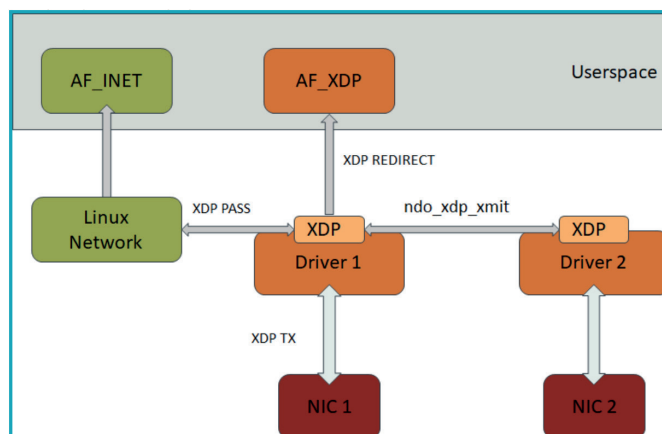 AF_INET
AF_XDP
Userspace
XDP REDIRECT
Linux
Network
XDP PASS
XDP
ndo_xdp_xmit
XDP
Driver 1
Driver 2
XDP TX
NIC 1
NIC 2